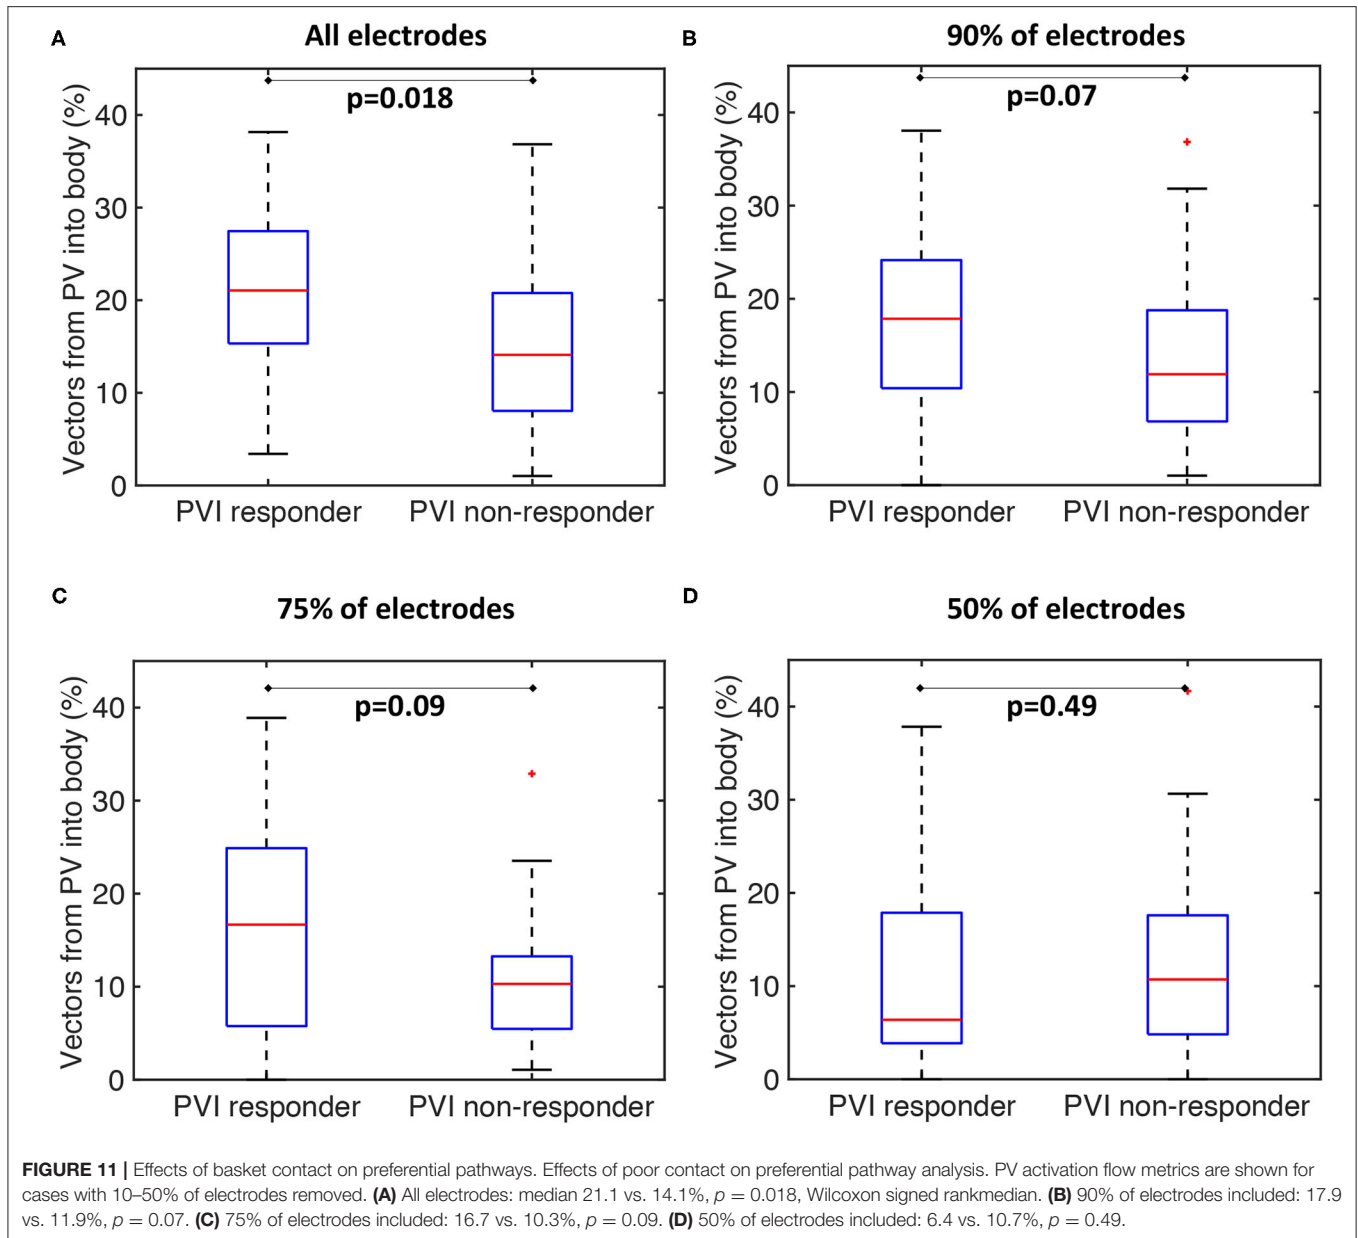 A
All electrodes
p=0.018
Vectors from PV into body (%)
40
30
20
10
0
PVI responder
PVI non-responder
B
90% of electrodes
p=0.07
Vectors from PV into body (%)
40
30
20
10
0
PVI responder
PVI non-responder
C
75% of electrodes
p=0.09
Vectors from PV into body (%)
40
30
20
10
0
PVI responder
PVI non-responder
D
50% of electrodes
p=0.49
Vectors from PV into body (%)
40
30
20
10
0
PVI responder
PVI non-responder
FIGURE 11 | Effects of basket contact on preferential pathways. Effects of poor contact on preferential pathway analysis. PV activation flow metrics are shown for
cases with 10–50% of electrodes removed. (A) All electrodes: median 21.1 vs. 14.1%, p = 0.018, Wilcoxon signed rankmedian. (B) 90% of electrodes included: 17.9
vs. 11.9%, p = 0.07. (C) 75% of electrodes included: 16.7 vs. 10.3%, p = 0.09. (D) 50% of electrodes included: 6.4 vs. 10.7%, p = 0.49.